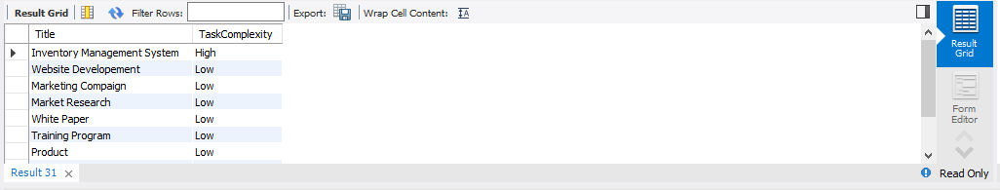 Result Grid Filter Rows: Export: Wrap Cell Content:
Title TaskComplexity
Inventory Management System High
Website Developement Low
Marketing Compaign Low
Market Research Low
White Paper Low
Training Program Low
Product Low
Result Grid
Form Editor
Result 31 Read Only